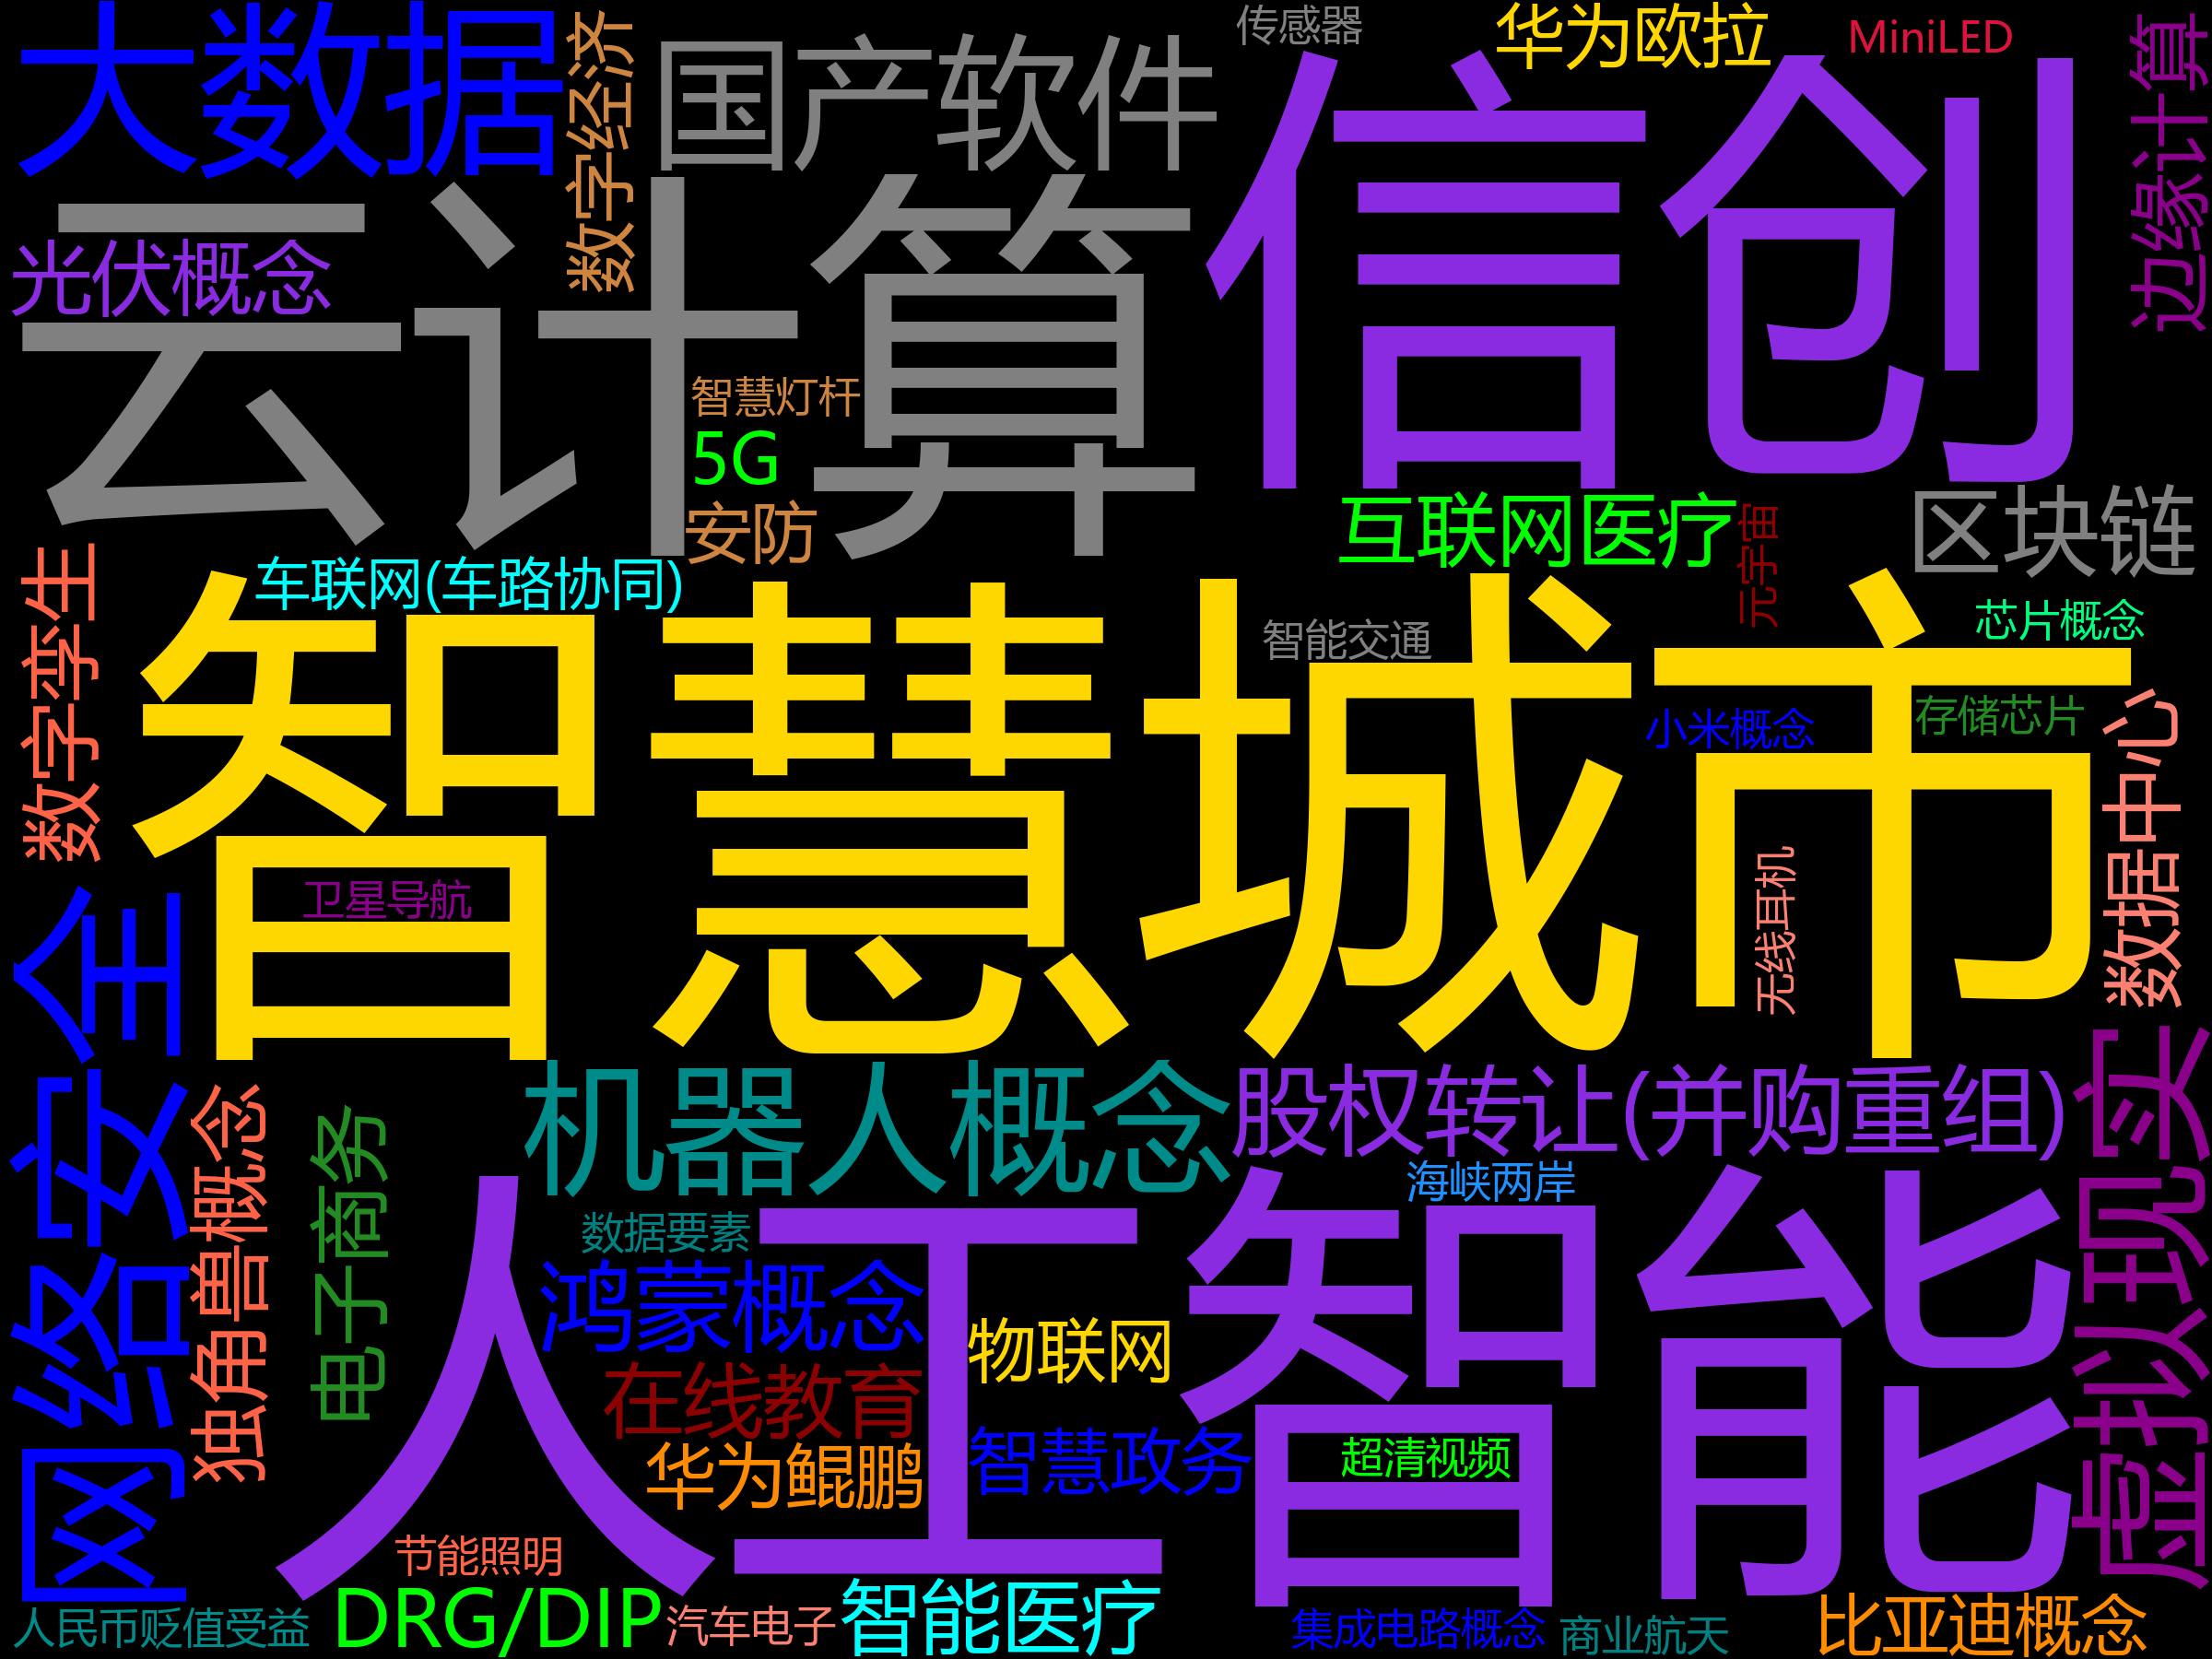 大数据
数字经济
国产软件
传感器
华为欧拉
MiniLED
边缘计算
信创
光伏概念
云计算
智慧灯杆
5G
安防
互联网医疗
元宇宙
区块链
车联网(车路协同)
数字孪生
智慧城市
智能交通
芯片概念
小米概念
存储芯片
数据中心
卫星导航
无线耳机
网络安全
独角兽概念
电子商务
机器人概念
股权转让(并购重组)
虚拟现实
海峡两岸
数据要素
人工智能
鸿蒙概念
物联网
在线教育
华为鲲鹏
智慧政务
超清视频
节能照明
人民币贬值受益
DRG/DIP
汽车电子
智能医疗
集成电路概念
商业航天
比亚迪概念